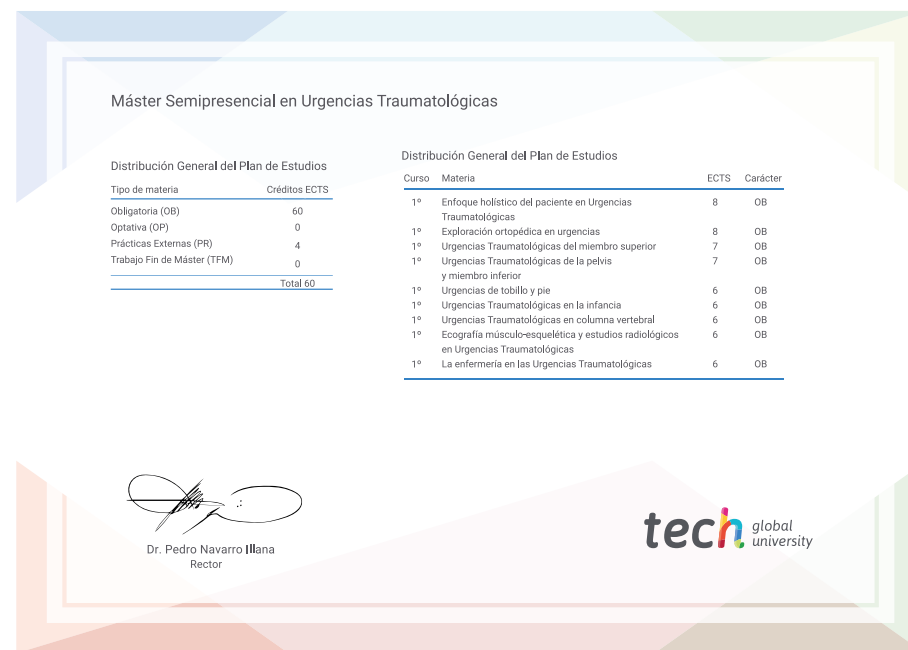 Máster Semipresencial en Urgencias Traumatológicas
Distribución General del Plan de Estudios
Tipo de materia Créditos ECTS
Obligatoria (OB) 60
Optativa (OP) 0
Prácticas Externas (PR) 4
Trabajo Fin de Máster (TFM) 0
Total 60
Distribución General del Plan de Estudios
Curso Materia ECTS Carácter
1º Enfoque holístico del paciente en Urgencias 8 OB
Traumatológicas
1º Exploración ortopédica en urgencias 8 OB
1º Urgencias Traumatológicas del miembro superior 7 OB
1º Urgencias Traumatológicas de la pelvis 7 OB
y miembro inferior
1º Urgencias de tobillo y pie 6 OB
1º Urgencias Traumatológicas en la infancia 6 OB
1º Urgencias Traumatológicas en columna vertebral 6 OB
1º Ecografía músculo-esquelética y estudios radiológicos 6 OB
en Urgencias Traumatológicas
1º La enfermería en las Urgencias Traumatológicas 6 OB
Dr. Pedro Navarro Illana
Rector
tech global
university